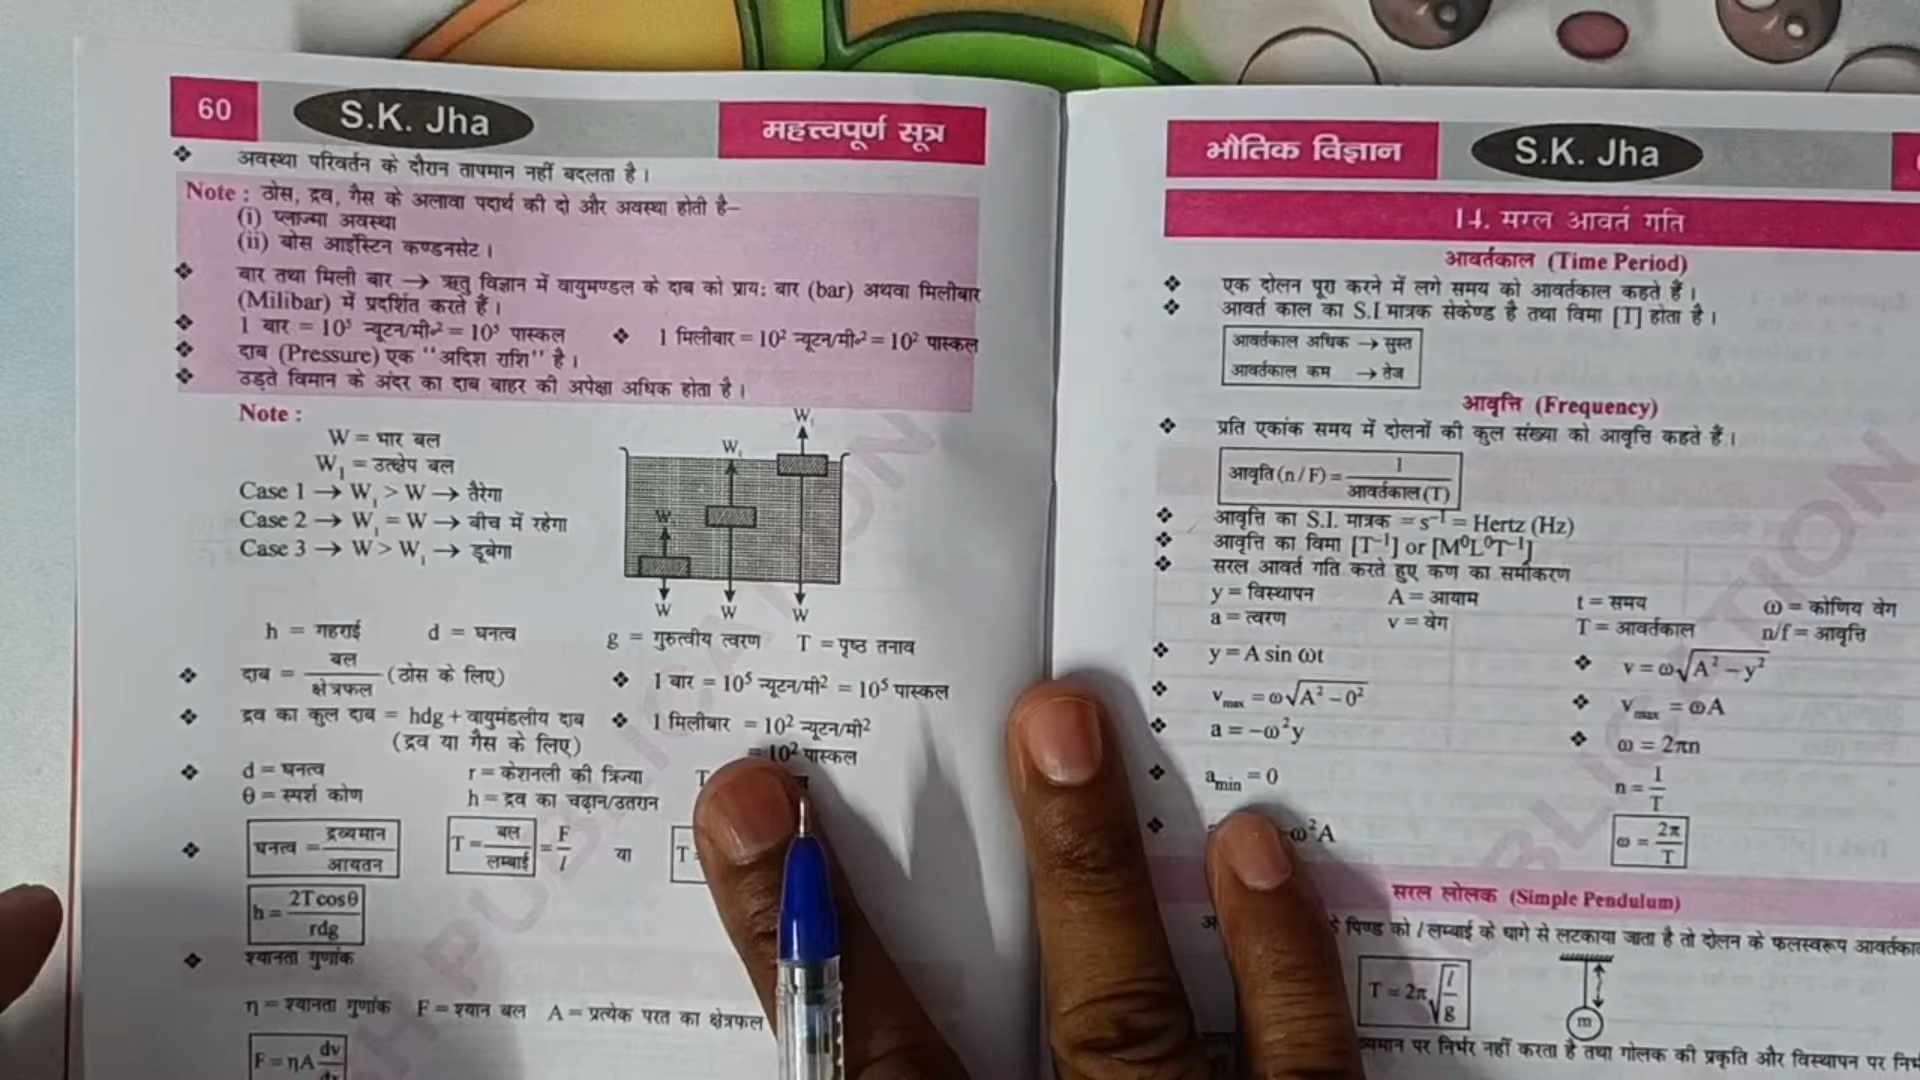 60 S.K. Jha महत्त्वपूर्ण सूत्र
❖ अवस्था परिवर्तन के दौरान तापमान नहीं बदलता है।
Note : ठोस, द्रव, गैस के अलावा पदार्थ की दो और अवस्था होती है–
(i) प्लाज्मा अवस्था
(ii) बोस आइंस्टिन कण्डनसेट।
❖ बार तथा मिली बार → ऋतु विज्ञान में वायुमण्डल के दाब को प्राय: बार (bar) अथवा मिलीबार
(Milibar) में प्रदर्शित करते हैं।
❖ 1 बार = 10⁵ न्यूटन/मी॰² = 10⁵ पास्कल ❖ 1 मिलीबार = 10² न्यूटन/मी॰² = 10² पास्कल
❖ दाब (Pressure) एक "अदिश राशि" है।
❖ उड़ते विमान के अंदर का दाब बाहर की अपेक्षा अधिक होता है।
Note :
W = भार बल
W₁ = उत्क्षेप बल
Case 1 → W₁ > W → तैरेगा
Case 2 → W₁ = W → बीच में रहेगा
Case 3 → W > W₁ → डूबेगा
W₁
W₁
W₁
W W W
h = गहराई d = घनत्व g = गुरुत्वीय त्वरण T = पृष्ठ तनाव
❖ दाब = बल / क्षेत्रफल (ठोस के लिए) ❖ 1 बार = 10⁵ न्यूटन/मी² = 10⁵ पास्कल
❖ द्रव का कुल दाब = hdg + वायुमंडलीय दाब ❖ 1 मिलीबार = 10² न्यूटन/मी²
(द्रव या गैस के लिए) = 10² पास्कल
❖ d = घनत्व r = केशनली की त्रिज्या T
θ = स्पर्श कोण h = द्रव का चढ़ान/उतरान
❖ घनत्व = द्रव्यमान / आयतन T = बल / लम्बाई = F / l या T =
h = 2T cosθ / rdg
❖ श्यानता गुणांक
η = श्यानता गुणांक F = श्यान बल A = प्रत्येक परत का क्षेत्रफल
F = ηA dv
भौतिक विज्ञान S.K. Jha
14. सरल आवर्त गति
आवर्तकाल (Time Period)
❖ एक दोलन पूरा करने में लगे समय को आवर्तकाल कहते हैं।
❖ आवर्त काल का S.I मात्रक सेकेण्ड है तथा विमा [T] होता है।
आवर्तकाल अधिक → सुस्त
आवर्तकाल कम → तेज
आवृत्ति (Frequency)
❖ प्रति एकांक समय में दोलनों की कुल संख्या को आवृत्ति कहते हैं।
आवृति (n / F) = 1 / आवर्तकाल (T)
❖ आवृत्ति का S.I. मात्रक = s⁻¹ = Hertz (Hz)
❖ आवृत्ति का विमा [T⁻¹] or [M⁰L⁰T⁻¹]
❖ सरल आवर्त गति करते हुए कण का समीकरण
y = विस्थापन A = आयाम t = समय ω = कोणिय वेग
a = त्वरण v = वेग T = आवर्तकाल n/f = आवृत्ति
❖ y = A sin ωt ❖ v = ω√(A² – y²)
❖ vmax = ω√(A² – 0²) ❖ vmax = ωA
❖ a = –ω²y ❖ ω = 2πn
❖ amin = 0 n = 1 / T
❖ ω²A ω = 2π / T
सरल लोलक (Simple Pendulum)
पिण्ड को l लम्बाई के धागे से लटकाया जाता है तो दोलन के फलस्वरूप
T = 2π√(l / g)
m
पर निर्भर नहीं करता है तथा गोलक की प्रकृति और विस्थापन पर
PUBLICATION
PUBLICATION